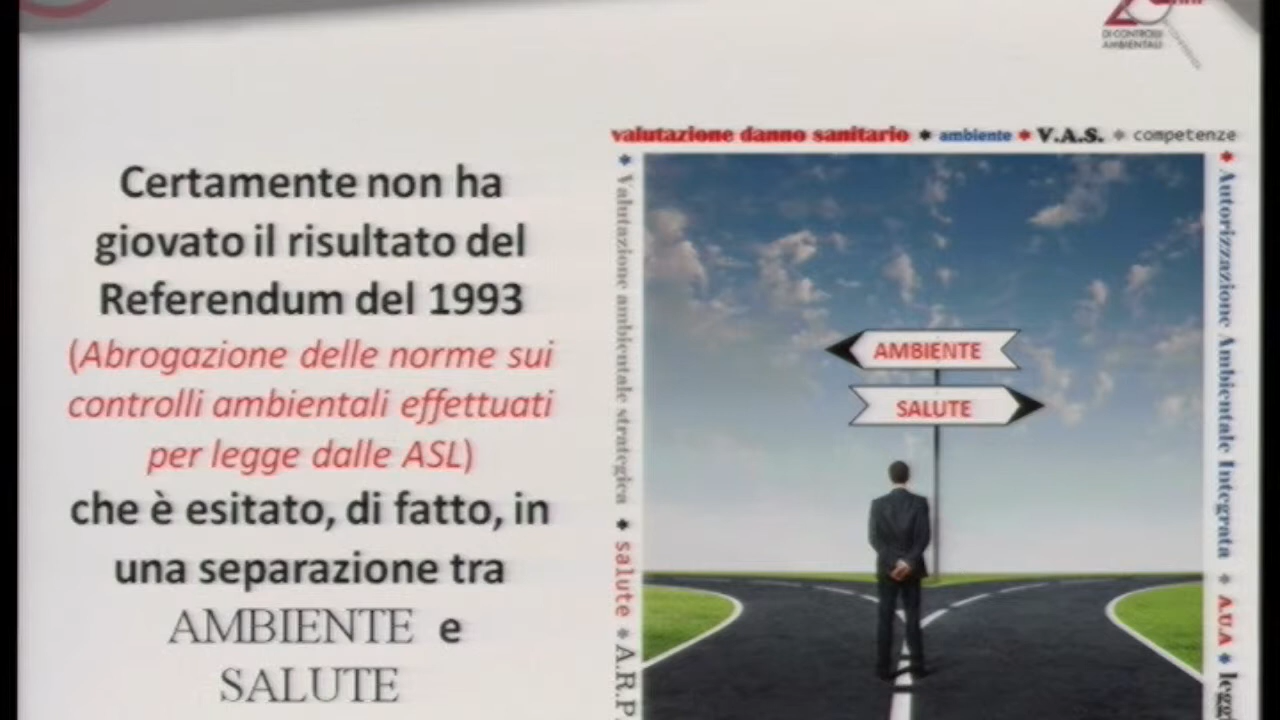 DI CONTROLLI
AMBIENTALI
valutazione danno sanitario * ambiente * V.A.S. * competenze
Certamente non ha
giovato il risultato del
Referendum del 1993
(Abrogazione delle norme sui
controlli ambientali effettuati
per legge dalle ASL)
che è esitato, di fatto, in
una separazione tra
AMBIENTE e
SALUTE
* Valutazione ambientale strategica * salute * A.R.P.
AMBIENTE
SALUTE
* Autorizzazione Ambientale Integrata * A.U.A * legg